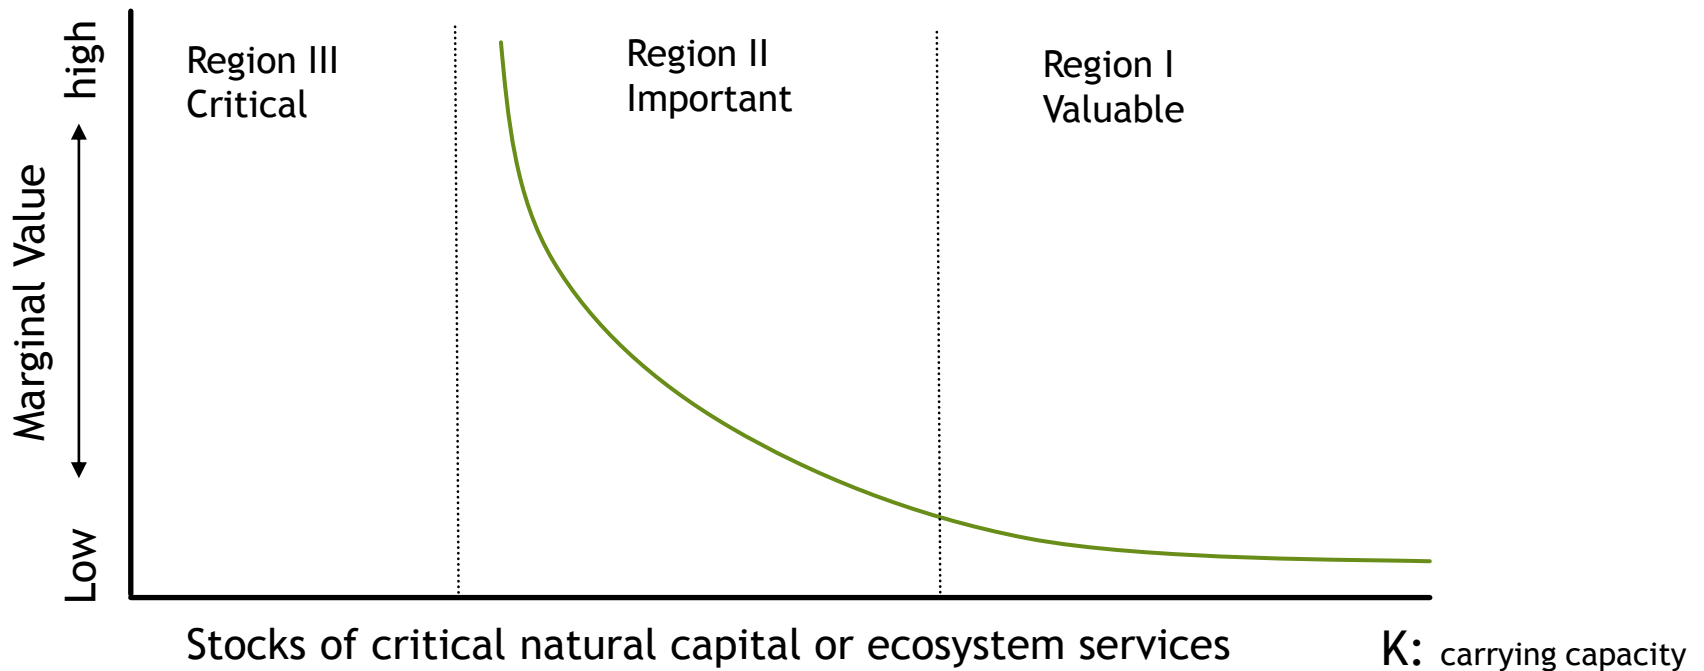 high
Marginal Value
Low
Region III
Critical
Region II
Important
Region I
Valuable
Stocks of critical natural capital or ecosystem services
K: carrying capacity